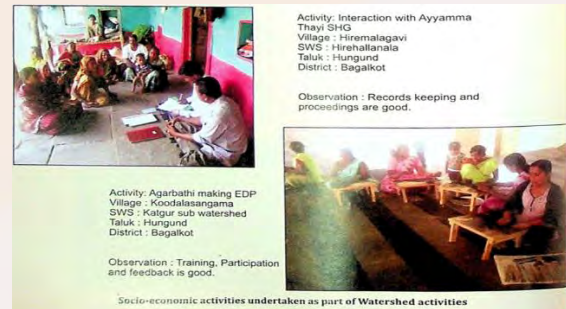 Activity: Interaction with Ayyamma
Thayi SHG
Village : Hiremalagavi
SWS : Hirehallanala
Taluk : Hungund
District : Bagalkot
Observation : Records keeping and
proceedings are good.
Activity: Agarbathi making EDP
Village : Koodalasangama
SWS : Katgur sub watershed
Taluk : Hungund
District : Bagalkot
Observation : Training, Participation
and feedback is good.
Socio-economic activities undertaken as part of Watershed activities